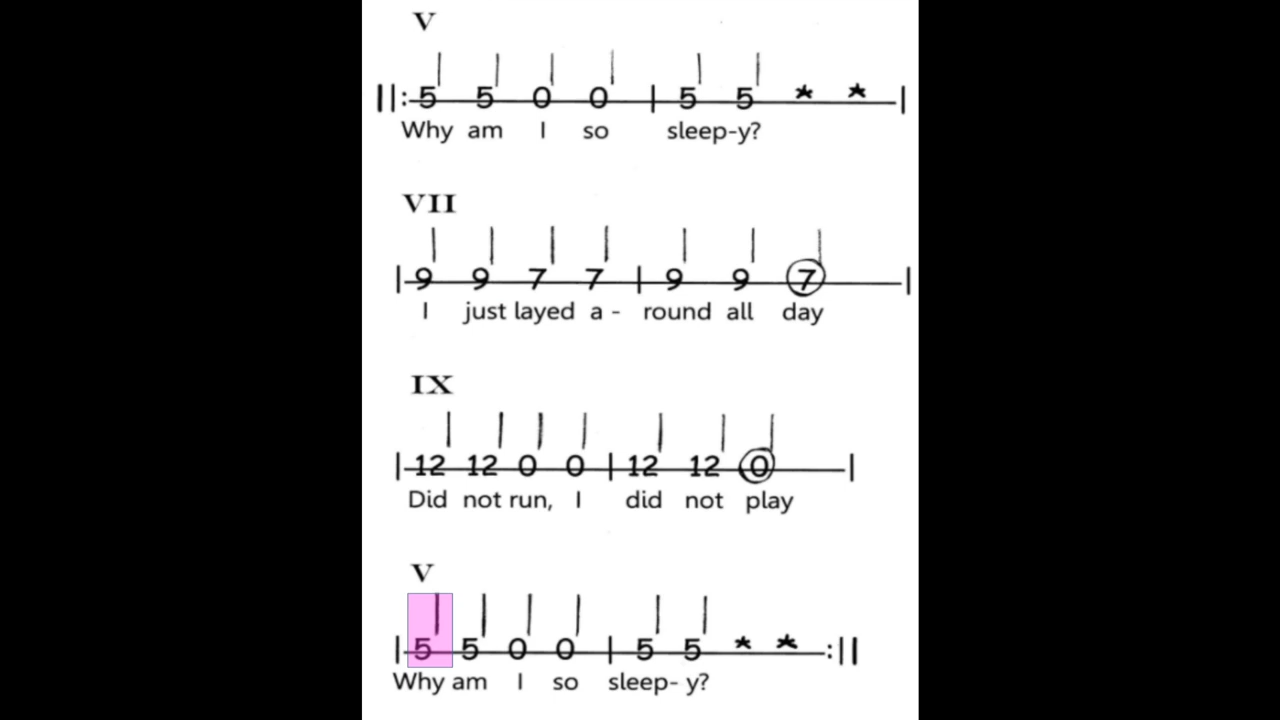 V
||: 5 5 0 0 | 5 5 * * |
Why am I so sleep-y?
VII
| 9 9 7 7 | 9 9 7 |
I just layed a - round all day
IX
| 12 12 0 0 | 12 12 0 |
Did not run, I did not play
V
| 5 5 0 0 | 5 5 * * :||
Why am I so sleep- y?